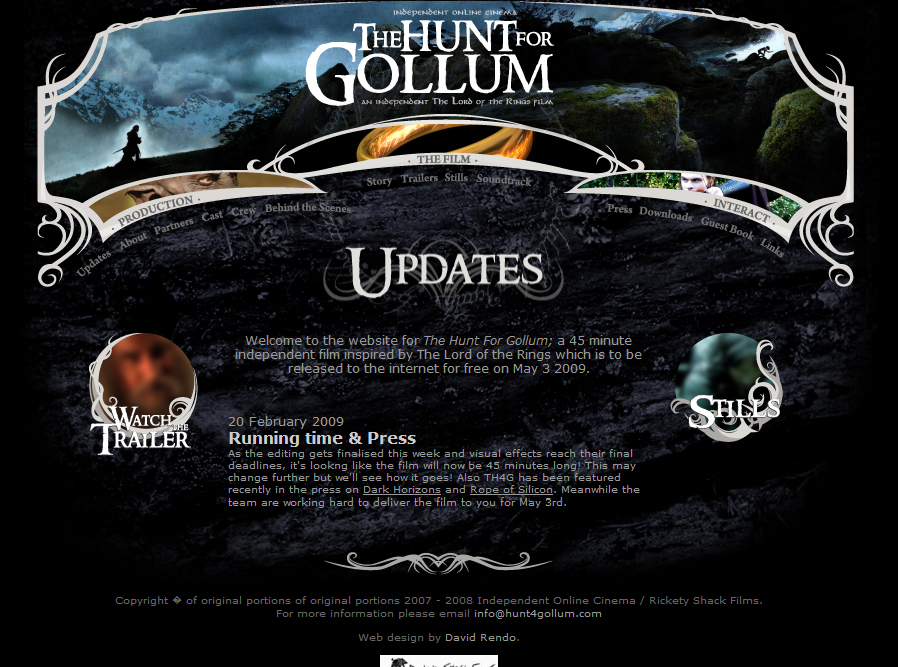 INDEPENDENT ONLINE CINEMA
THE HUNT FOR
GOLLUM
AN INDEPENDENT The LORD of the RINGS film
· THE FILM ·
Story Trailers Stills Soundtrack
· PRODUCTION ·
Updates About Partners Cast Crew Behind the Scenes
· INTERACT ·
Press Downloads Guest Book Links
UPDATES
Welcome to the website for The Hunt For Gollum; a 45 minute
independent film inspired by The Lord of the Rings which is to be
released to the internet for free on May 3 2009.
WATCH
THE
TRAILER
STILLS
20 February 2009
Running time & Press
As the editing gets finalised this week and visual effects reach their final
deadlines, it's lookng like the film will now be 45 minutes long! This may
change further but we'll see how it goes! Also TH4G has been featured
recently in the press on Dark Horizons and Rope of Silicon. Meanwhile the
team are working hard to deliver the film to you for May 3rd.
Copyright � of original portions of original portions 2007 - 2008 Independent Online Cinema / Rickety Shack Films.
For more information please email info@hunt4gollum.com
Web design by David Rendo.